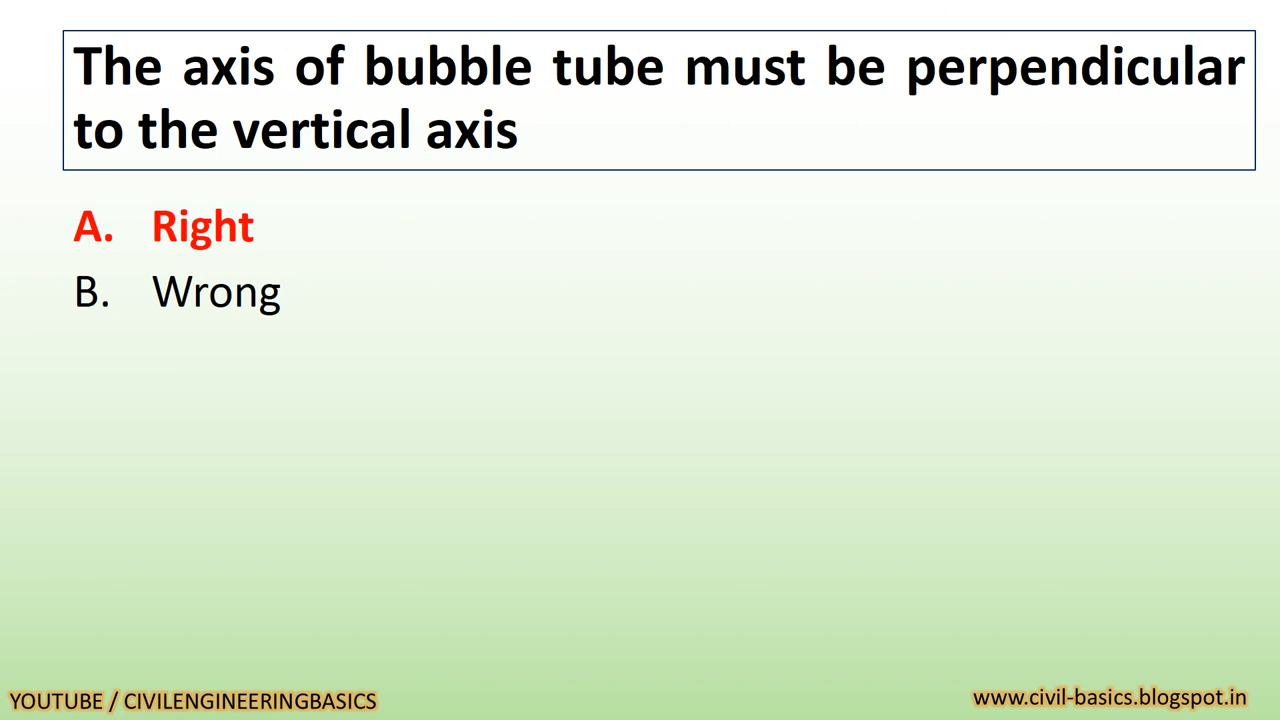 The axis of bubble tube must be perpendicular
to the vertical axis
A. Right
B. Wrong
YOUTUBE / CIVILENGINEERINGBASICS
www.civil-basics.blogspot.in